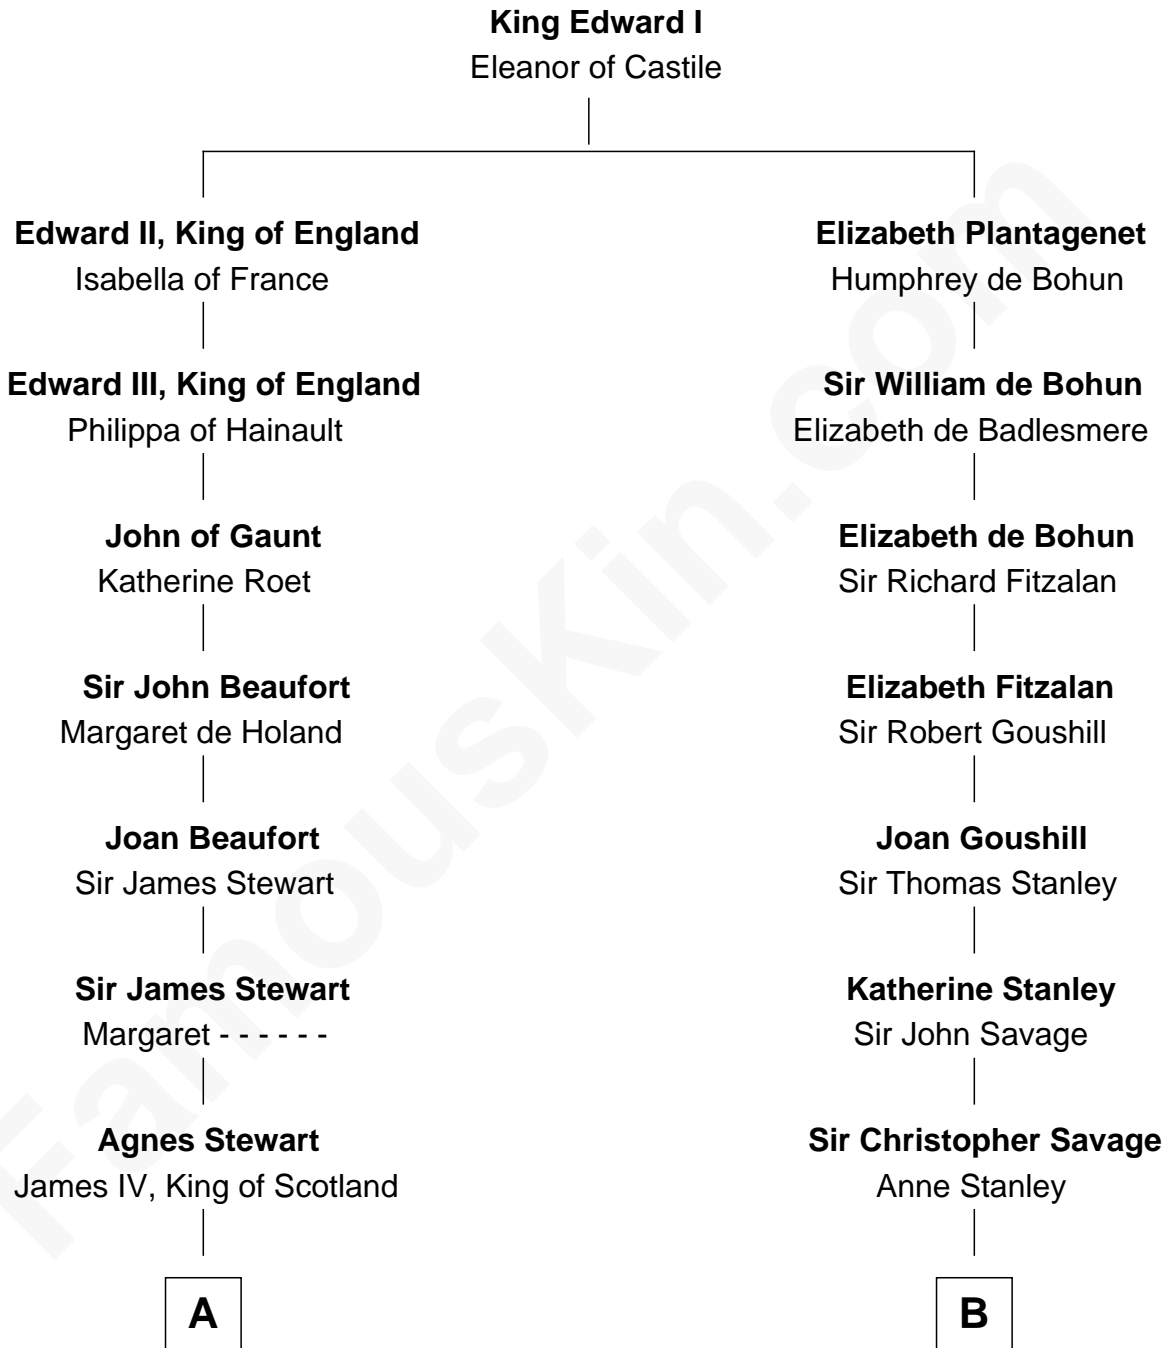 King Edward I
Eleanor of Castile
Edward II, King of England
Isabella of France
Edward III, King of England
Philippa of Hainault
John of Gaunt
Katherine Roet
Sir John Beaufort
Margaret de Holand
Joan Beaufort
Sir James Stewart
Sir James Stewart
Margaret - - - - - -
Agnes Stewart
James IV, King of Scotland
A
Elizabeth Plantagenet
Humphrey de Bohun
Sir William de Bohun
Elizabeth de Badlesmere
Elizabeth de Bohun
Sir Richard Fitzalan
Elizabeth Fitzalan
Sir Robert Goushill
Joan Goushill
Sir Thomas Stanley
Katherine Stanley
Sir John Savage
Sir Christopher Savage
Anne Stanley
B
FamousKin.com